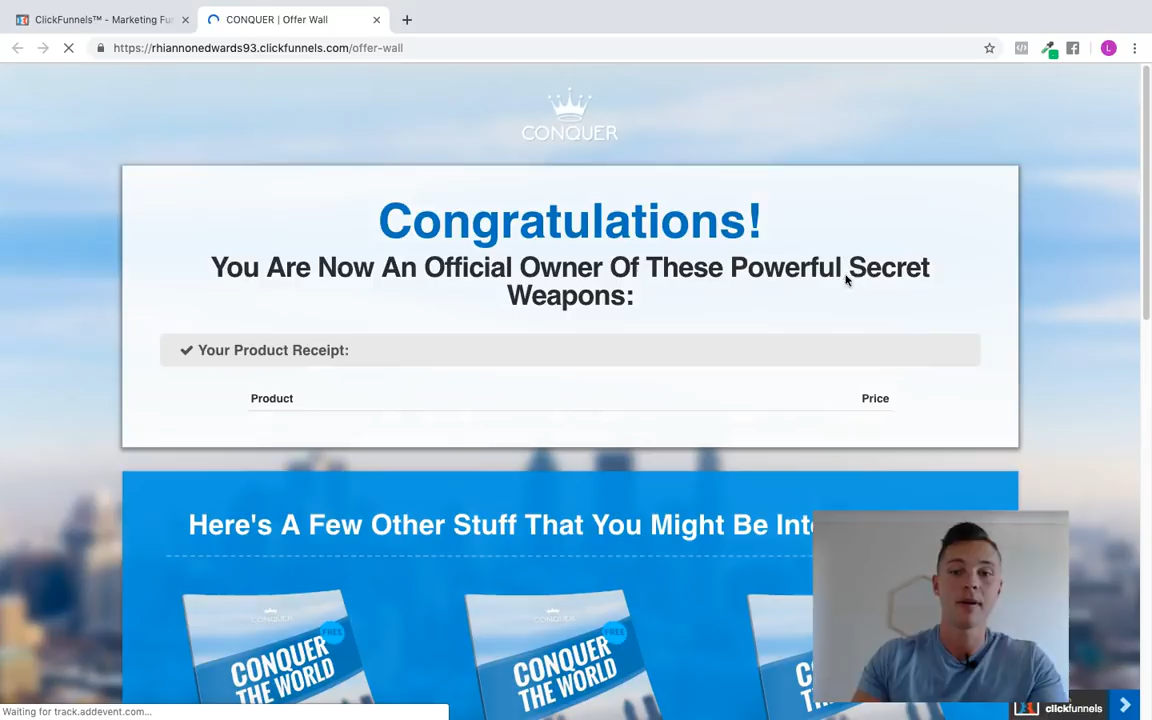 ClickFunnels™ - Marketing Fu
CONQUER | Offer Wall
https://rhiannonedwards93.clickfunnels.com/offer-wall
L
CONQUER
Congratulations!
You Are Now An Official Owner Of These Powerful Secret
Weapons:
Your Product Receipt:
Product Price
Here's A Few Other Stuff That You Might Be Int
FREE
CONQUER
THE WORLD
FREE
CONQUER
THE WORLD
Waiting for track.addevent.com...
clickfunnels